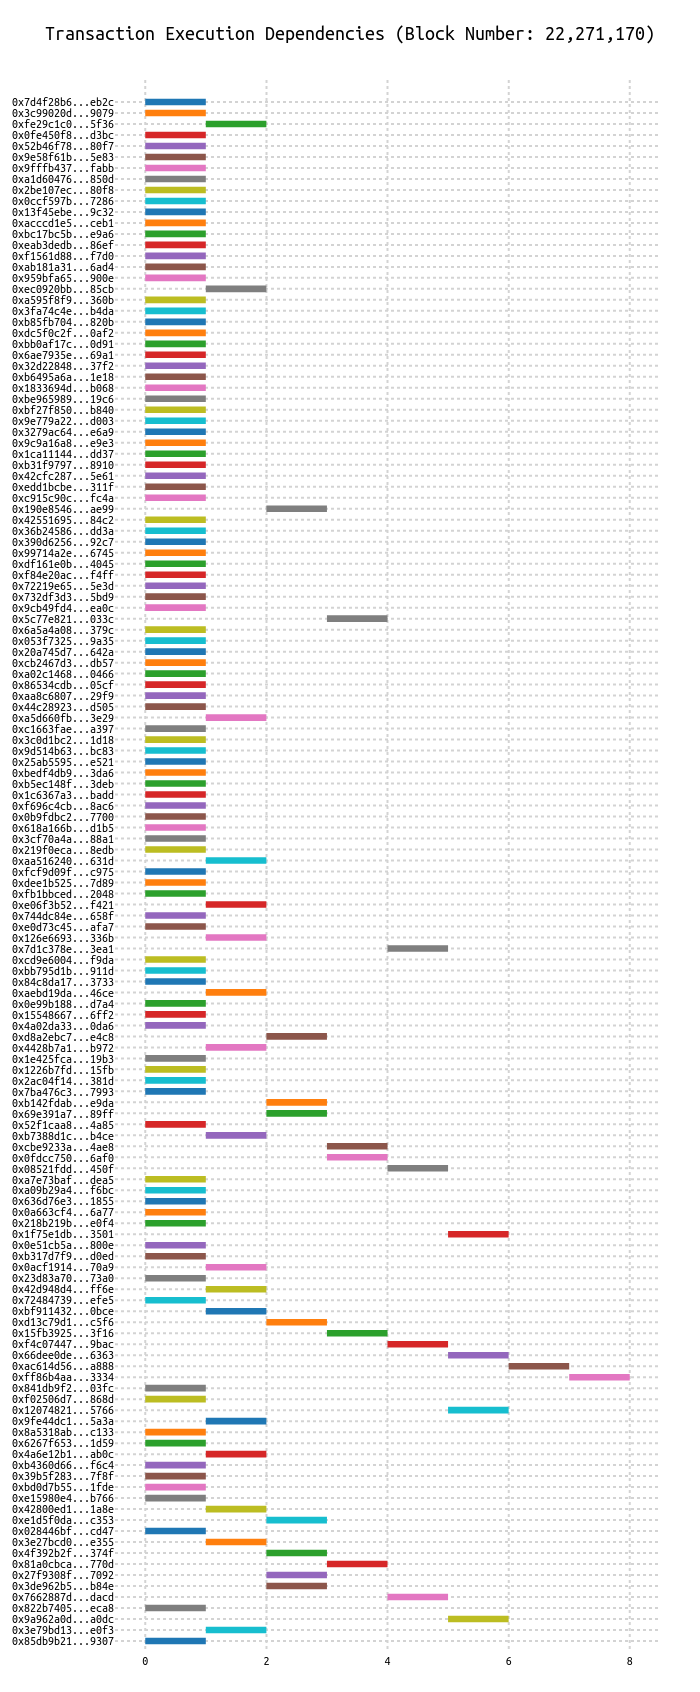 Transaction Execution Dependencies (Block Number: 22,271,170)
0x7d4f28b6...eb2c
0x3c99020d...9079
0xfe29c1c0...5f36
0x0fe450f8...d3bc
0x52b46f78...80f7
0x9e58f61b...5e83
0x9fffb437...fabb
0xa1d60476...850d
0x2be107ec...80f8
0x0ccf597b...7286
0x13f45ebe...9c32
0xacccd1e5...ceb1
0xbc17bc5b...e9a6
0xeab3dedb...86ef
0xf1561d88...f7d0
0xab181a31...6ad4
0x959bfa65...900e
0xec0920bb...85cb
0xa595f8f9...360b
0x3fa74c4e...b4da
0xb85fb704...820b
0xdc5f0c2f...0af2
0xbb0af17c...0d91
0x6ae7935e...69a1
0x32d22848...37f2
0xb6495a6a...1e18
0x1833694d...b068
0xbe965989...19c6
0xbf27f850...b840
0x9e779a22...d003
0x3279ac64...e6a9
0x9c9a16a8...e9e3
0x1ca11144...dd37
0xb31f9797...8910
0x42cfc287...5e61
0xedd1bcbe...311f
0xc915c90c...fc4a
0x190e8546...ae99
0x42551695...84c2
0x36b24586...dd3a
0x390d6256...92c7
0x99714a2e...6745
0xdf161e0b...4045
0xf84e20ac...f4ff
0x72219e65...5e3d
0x732df3d3...5bd9
0x9cb49fd4...ea0c
0x5c77e821...033c
0x6a5a4a08...379c
0x053f7325...9a35
0x20a745d7...642a
0xcb2467d3...db57
0xa02c1468...0466
0x86534cdb...05cf
0xaa8c6807...29f9
0x44c28923...d505
0xa5d660fb...3e29
0xc1663fae...a397
0x3c0d1bc2...1d18
0x9d514b63...bc83
0x25ab5595...e521
0xbedf4db9...3da6
0xb5ec148f...3deb
0x1c6367a3...badd
0xf696c4cb...8ac6
0x0b9fdbc2...7700
0x618a166b...d1b5
0x3cf70a4a...88a1
0x219f0eca...8edb
0xaa516240...631d
0xfcf9d09f...c975
0xdee1b525...7d89
0xfb1bbced...2048
0xe06f3b52...f421
0x744dc84e...658f
0xe0d73c45...afa7
0x126e6693...336b
0x7d1c378e...3ea1
0xcd9e6004...f9da
0xbb795d1b...911d
0x84c8da17...3733
0xaebd19da...46ce
0x0e99b188...d7a4
0x15548667...6ff2
0x4a02da33...0da6
0xd8a2ebc7...e4c8
0x4428b7a1...b972
0x1e425fca...19b3
0x1226b7fd...15fb
0x2ac04f14...381d
0x7ba476c3...7993
0xb142fdab...e9da
0x69e391a7...89ff
0x52f1caa8...4a85
0xb7388d1c...b4ce
0xcbe9233a...4ae8
0x0fdcc750...6af0
0x08521fdd...450f
0xa7e73baf...dea5
0xa09b29a4...f6bc
0x636d76e3...1855
0x0a663cf4...6a77
0x218b219b...e0f4
0x1f75e1db...3501
0x0e51cb5a...800e
0xb317d7f9...d0ed
0x0acf1914...70a9
0x23d83a70...73a0
0x42d948d4...ff6e
0x72484739...efe5
0xbf911432...0bce
0xd13c79d1...c5f6
0x15fb3925...3f16
0xf4c07447...9bac
0x66dee0de...6363
0xac614d56...a888
0xff86b4aa...3334
0x841db9f2...03fc
0xf02506d7...868d
0x12074821...5766
0x9fe44dc1...5a3a
0x8a5318ab...c133
0x6267f653...1d59
0x4a6e12b1...ab0c
0xb4360d66...f6c4
0x39b5f283...7f8f
0xbd0d7b55...1fde
0xe15980e4...b766
0x42800ed1...1a8e
0xe1d5f0da...c353
0x028446bf...cd47
0x3e27bcd0...e355
0x4f392b2f...374f
0x81a0cbca...770d
0x27f9308f...7092
0x3de962b5...b84e
0x7662887d...dacd
0x822b7405...eca8
0x9a962a0d...a0dc
0x3e79bd13...e0f3
0x85db9b21...9307
0 2 4 6 8